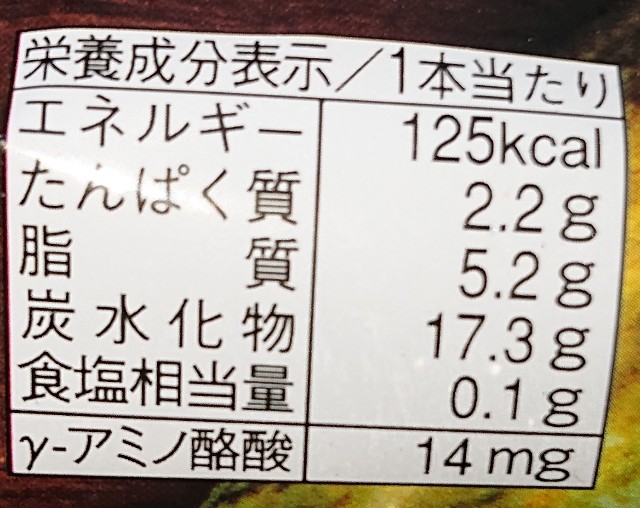 栄養成分表示／1本当たり
エネルギー 125kcal
たんぱく質 2.2g
脂質 5.2g
炭水化物 17.3g
食塩相当量 0.1g
γ-アミノ酪酸 14mg